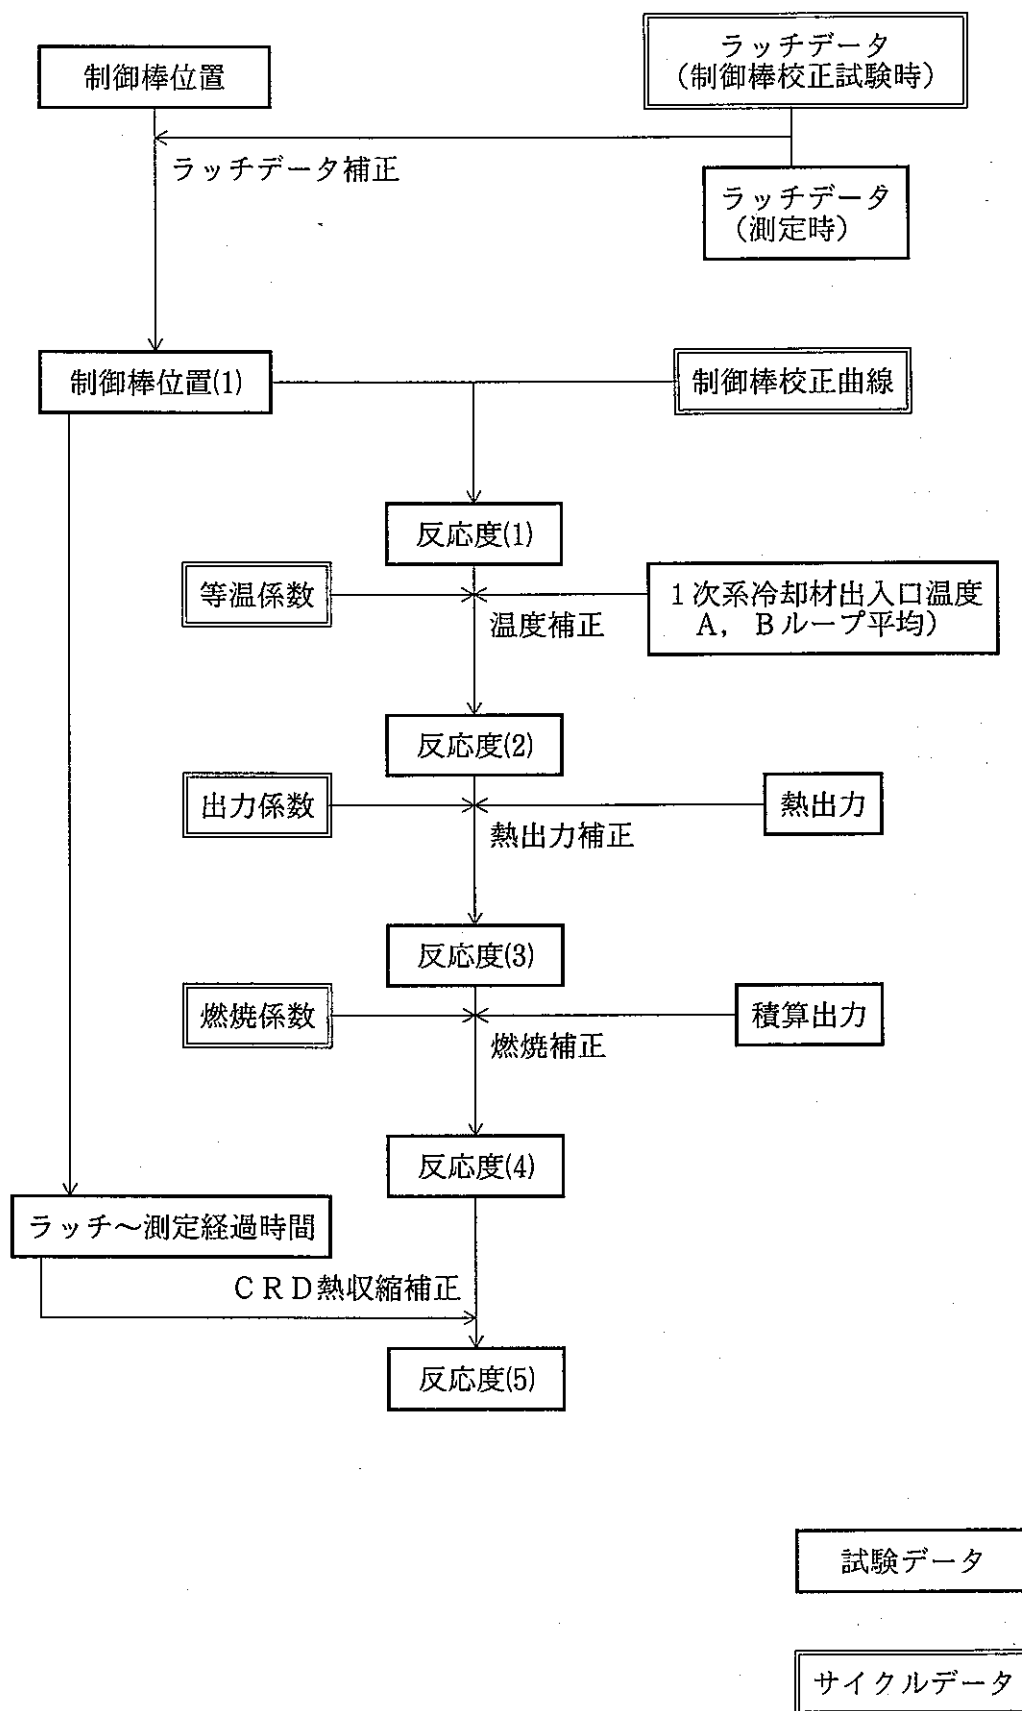 制御棒位置
ラッチデータ
（制御棒校正試験時）
ラッチデータ補正
ラッチデータ
（測定時）
制御棒位置(1)
制御棒校正曲線
反応度(1)
等温係数
温度補正
1次系冷却材出入口温度
A，Bループ平均）
反応度(2)
出力係数
熱出力補正
熱出力
反応度(3)
燃焼係数
燃焼補正
積算出力
反応度(4)
ラッチ～測定経過時間
CRD熱収縮補正
反応度(5)
試験データ
サイクルデータ